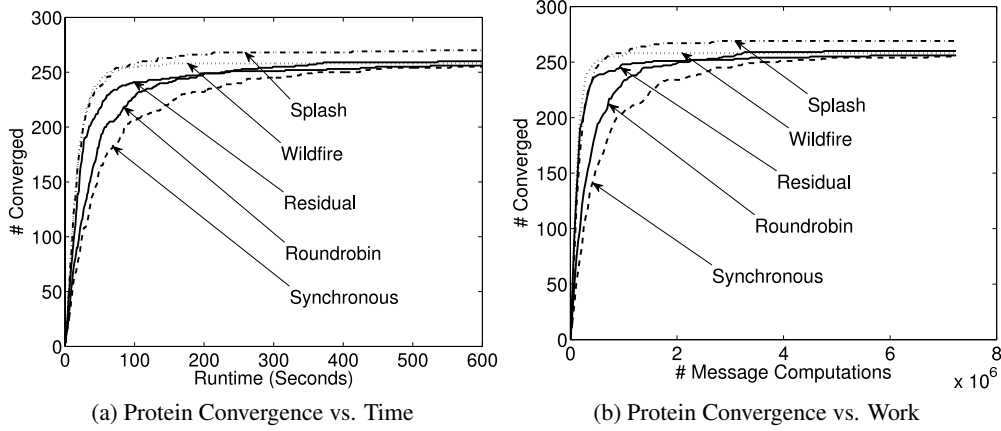 300
250
200
150
100
50
0
# Converged
Splash
Wildfire
Residual
Roundrobin
Synchronous
0 100 200 300 400 500 600
Runtime (Seconds)
(a) Protein Convergence vs. Time
300
250
200
150
100
50
0
# Converged
Splash
Wildfire
Residual
Roundrobin
Synchronous
0 2 4 6 8
# Message Computations
x 10^6
(b) Protein Convergence vs. Work